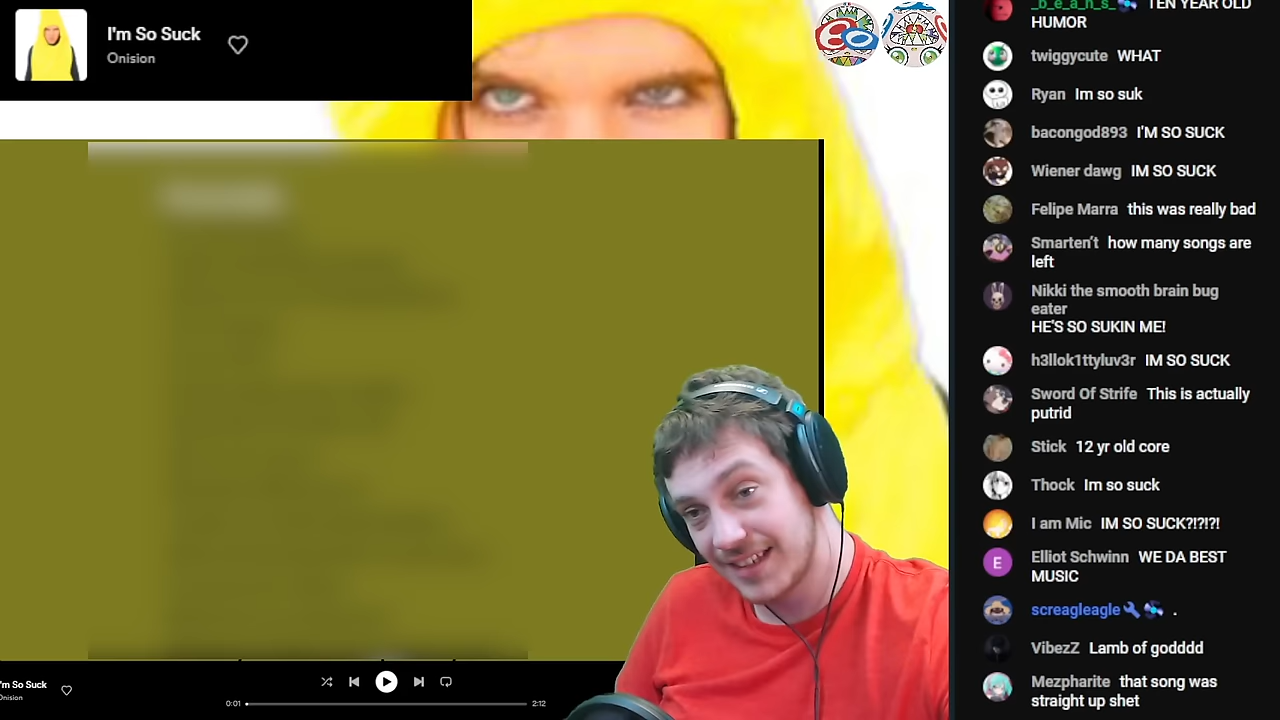 I'm So Suck
Onision
_b_e_a_n_s_ TEN YEAR OLD
HUMOR
twiggycute WHAT
Ryan Im so suk
bacongod893 I'M SO SUCK
Wiener dawg IM SO SUCK
Felipe Marra this was really bad
Smarten't how many songs are
left
Nikki the smooth brain bug
eater
HE'S SO SUKIN ME!
h3llok1ttyluv3r IM SO SUCK
Sword Of Strife This is actually
putrid
Stick 12 yr old core
Thock Im so suck
I am Mic IM SO SUCK?!?!?!
E
Elliot Schwinn WE DA BEST
MUSIC
screagleagle .
VibezZ Lamb of godddd
Mezpharite that song was
straight up shet
'm So Suck
Onision
0:01
2:12